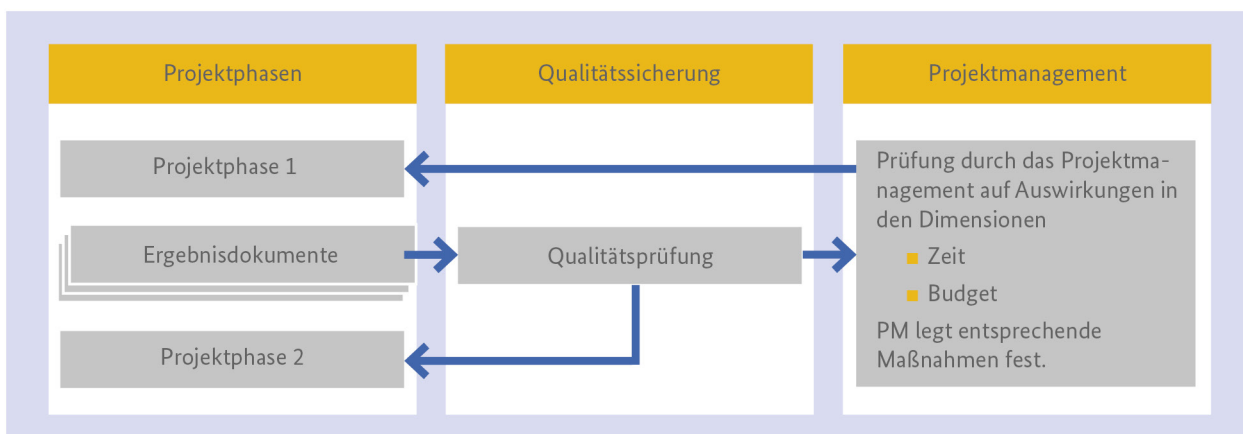 Projektphasen
Qualitätssicherung
Projektmanagement
Projektphase 1
Ergebnisdokumente
Projektphase 2
Qualitätsprüfung
Prüfung durch das Projektma-
nagement auf Auswirkungen in
den Dimensionen
Zeit
Budget
PM legt entsprechende
Maßnahmen fest.